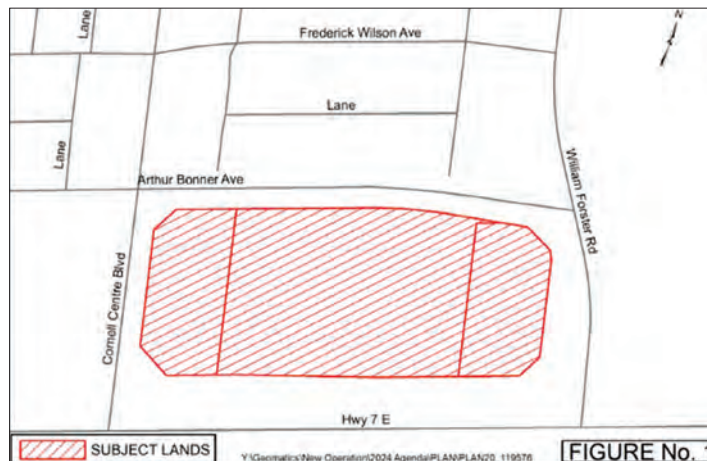 N
Frederick Wilson Ave
Lane
Lane
Lane
Arthur Bonner Ave
William Forster Rd
Cornell Centre Blvd
Hwy 7 E
SUBJECT LANDS
Y:\Geomatics\New Operation\2024 Agenda\PLAN\PLAN20_119576
FIGURE No. 1